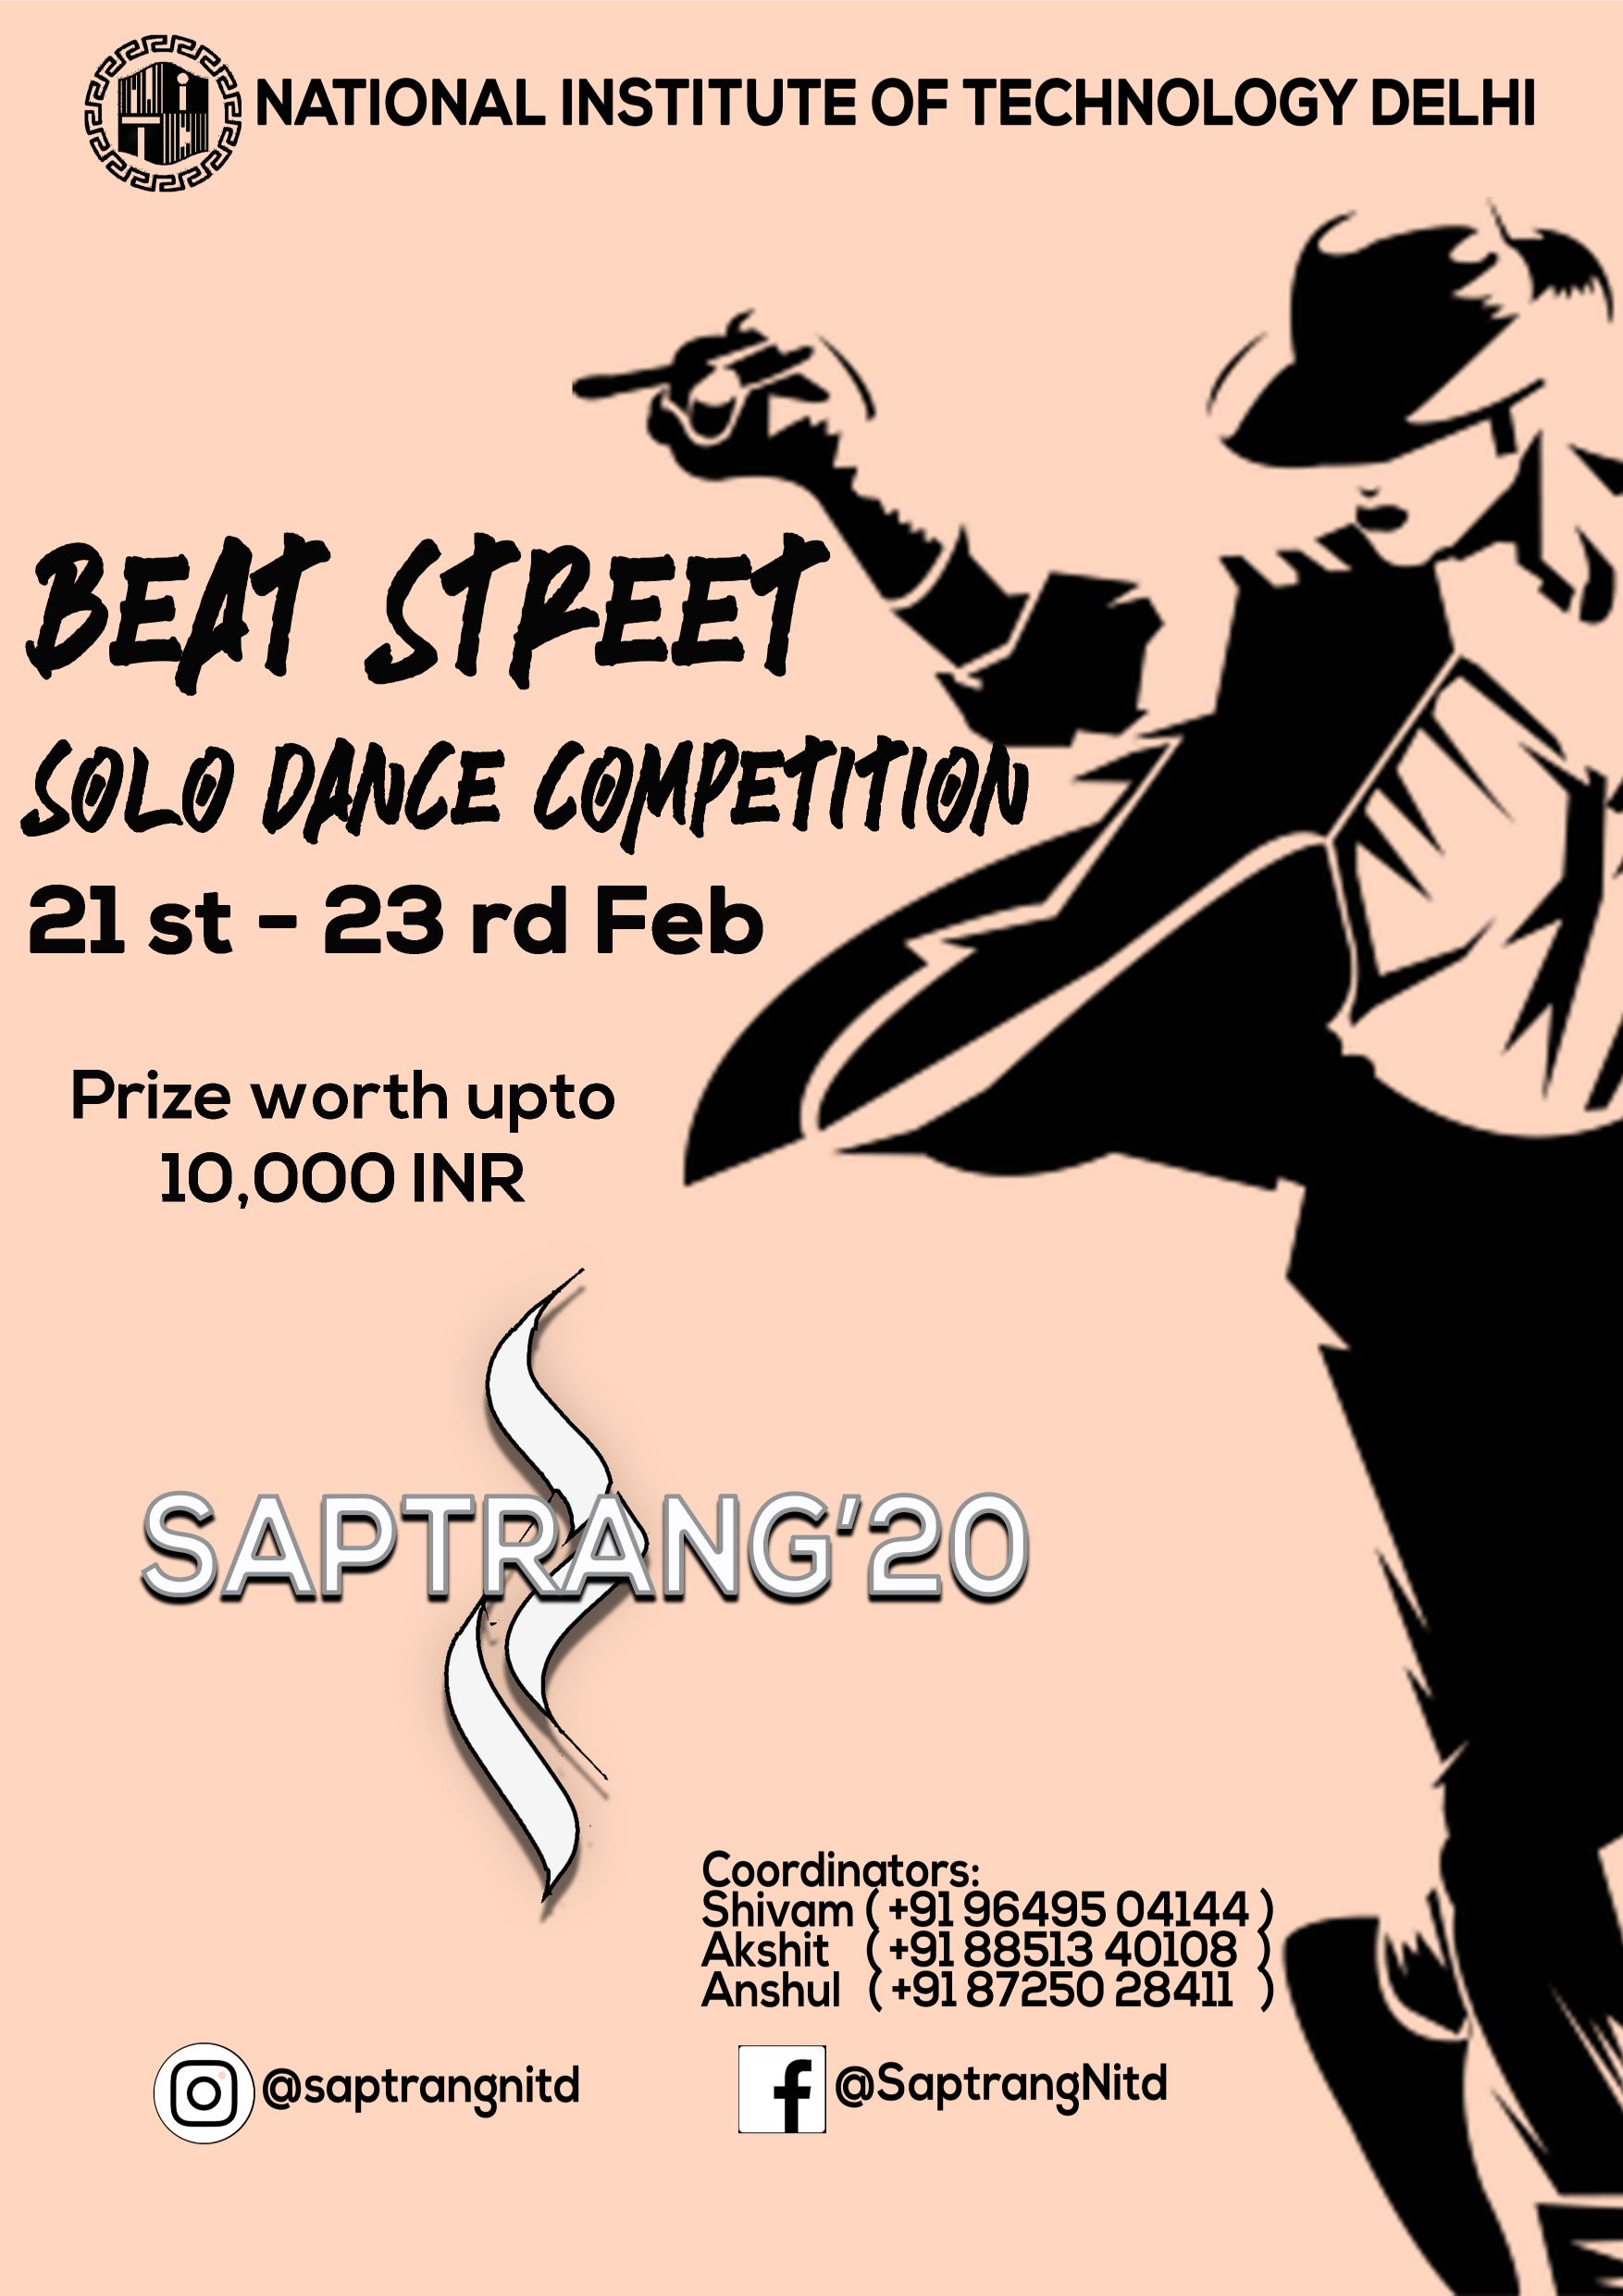 NATIONAL INSTITUTE OF TECHNOLOGY DELHI
BEAT STREET
SOLO DANCE COMPETITION
21 st - 23 rd Feb
Prize worth upto
10,000 INR
SAPTRANG'20
Coordinators:
Shivam ( +91 96495 04144 )
Akshit ( +91 88513 40108 )
Anshul ( +91 87250 28411 )
@saptrangnitd
@SaptrangNitd